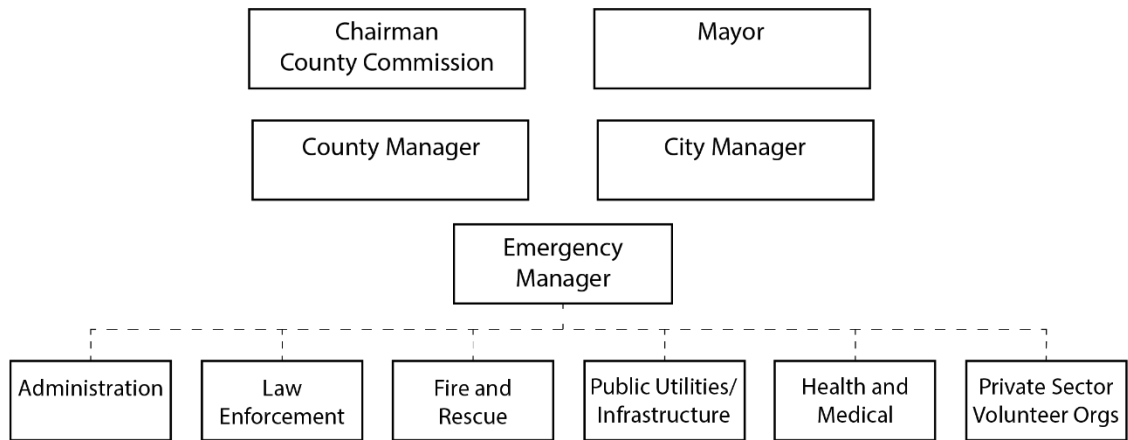 Chairman
County Commission
Mayor
County Manager
City Manager
Emergency
Manager
Administration
Law
Enforcement
Fire and
Rescue
Public Utilities/
Infrastructure
Health and
Medical
Private Sector
Volunteer Orgs